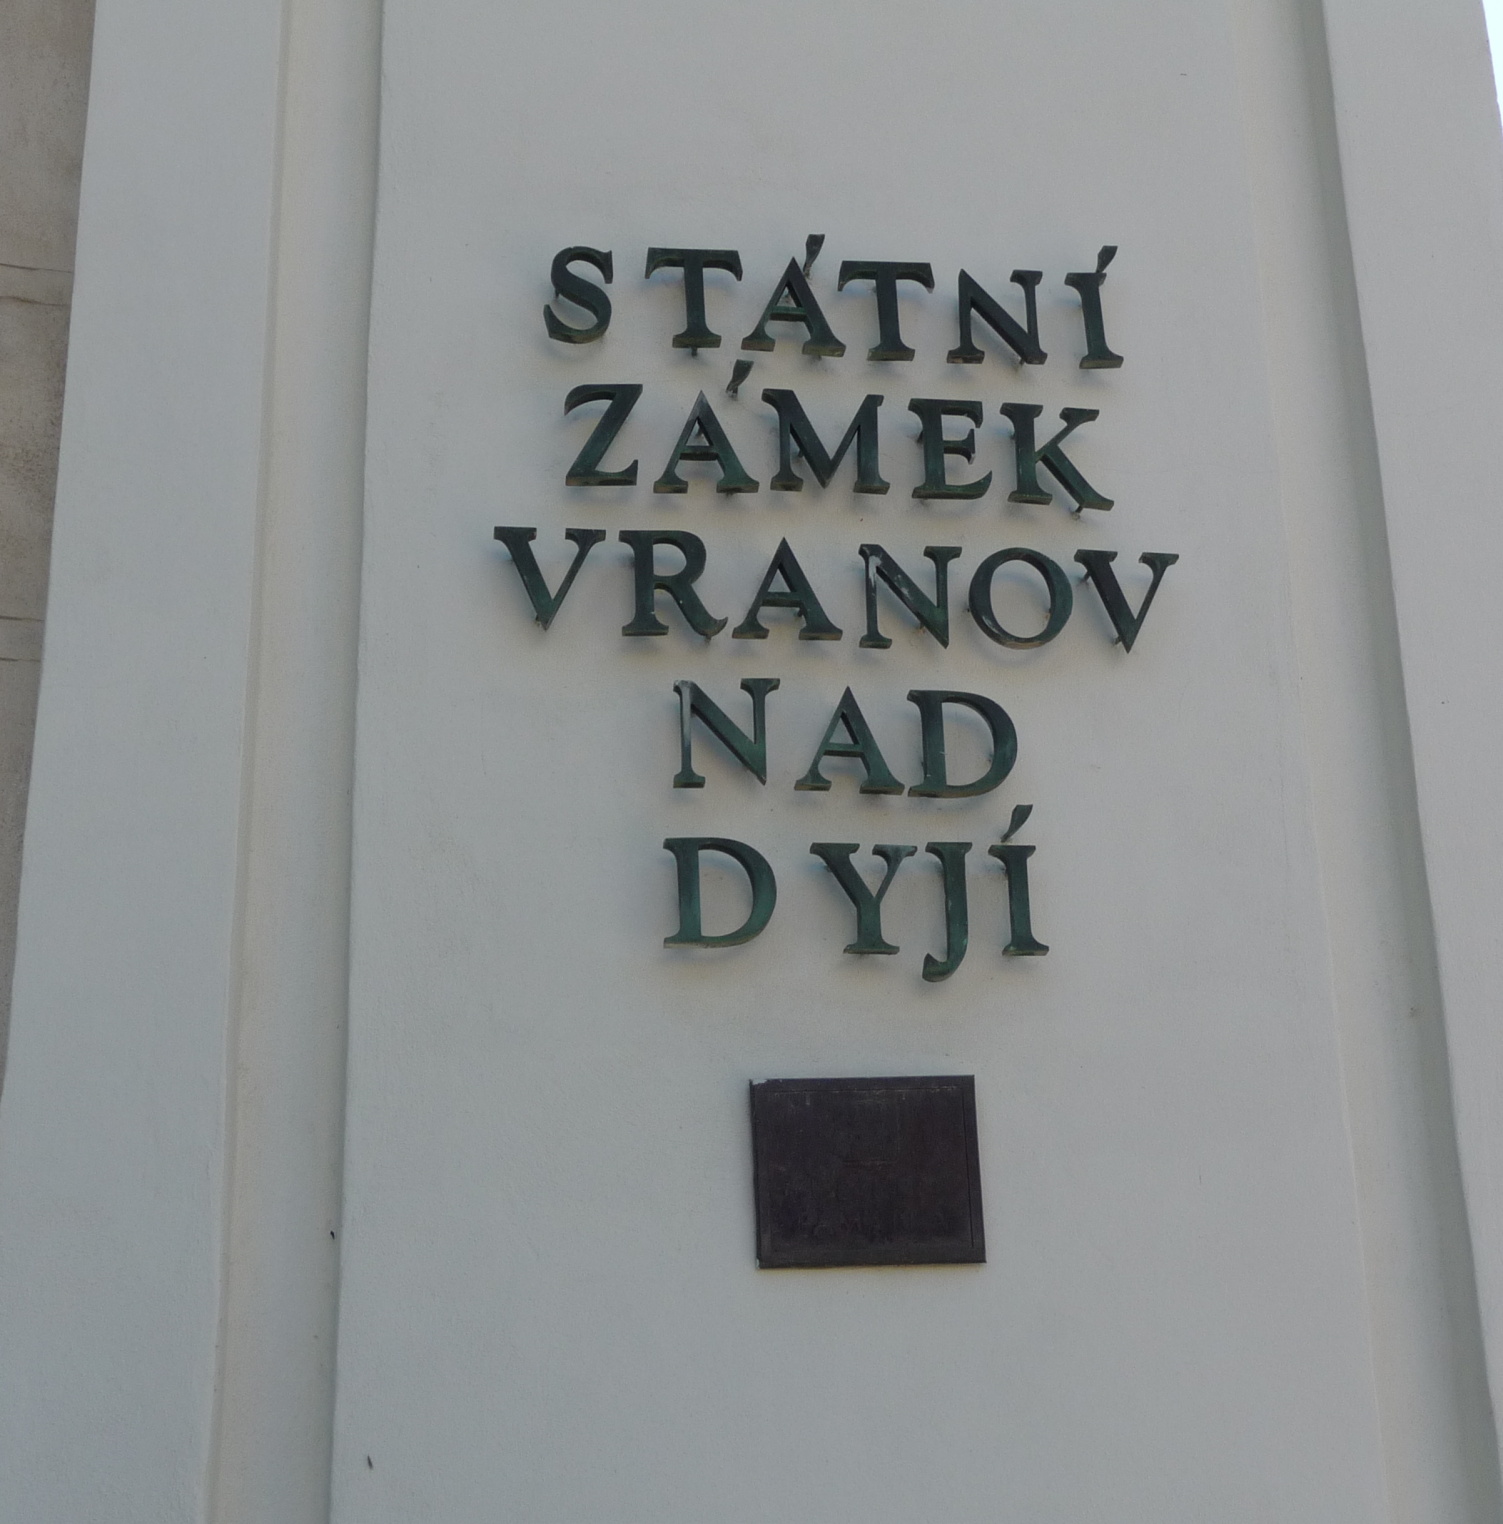 STÁTNÍ
ZÁMEK
VRANOV
NAD
DYJÍ